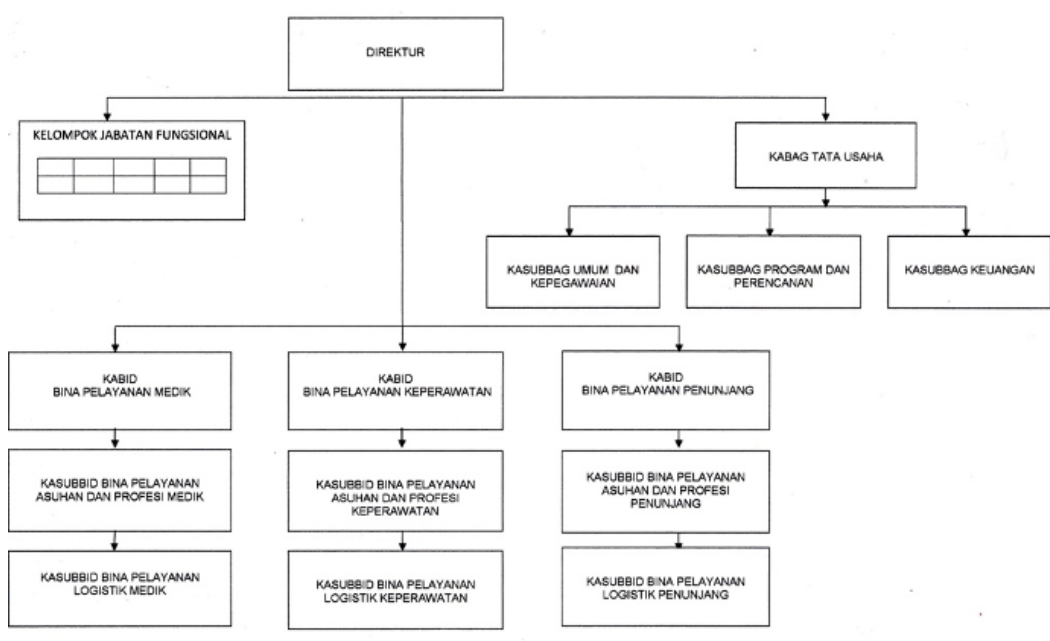 DIREKTUR
KELOMPOK JABATAN FUNGSIONAL
KABAG TATA USAHA
KASUBBAG UMUM DAN
KEPEGAWAIAN
KASUBBAG PROGRAM DAN
PERENCANAN
KASUBBAG KEUANGAN
KABID
BINA PELAYANAN MEDIK
KABID
BINA PELAYANAN KEPERAWATAN
KABID
BINA PELAYANAN PENUNJANG
KASUBBID BINA PELAYANAN
ASUHAN DAN PROFESI MEDIK
KASUBBID BINA PELAYANAN
ASUHAN DAN PROFESI
KEPERAWATAN
KASUBBID BINA PELAYANAN
ASUHAN DAN PROFESI
PENUNJANG
KASUBBID BINA PELAYANAN
LOGISTIK MEDIK
KASUBBID BINA PELAYANAN
LOGISTIK KEPERAWATAN
KASUBBID BINA PELAYANAN
LOGISTIK PENUNJANG